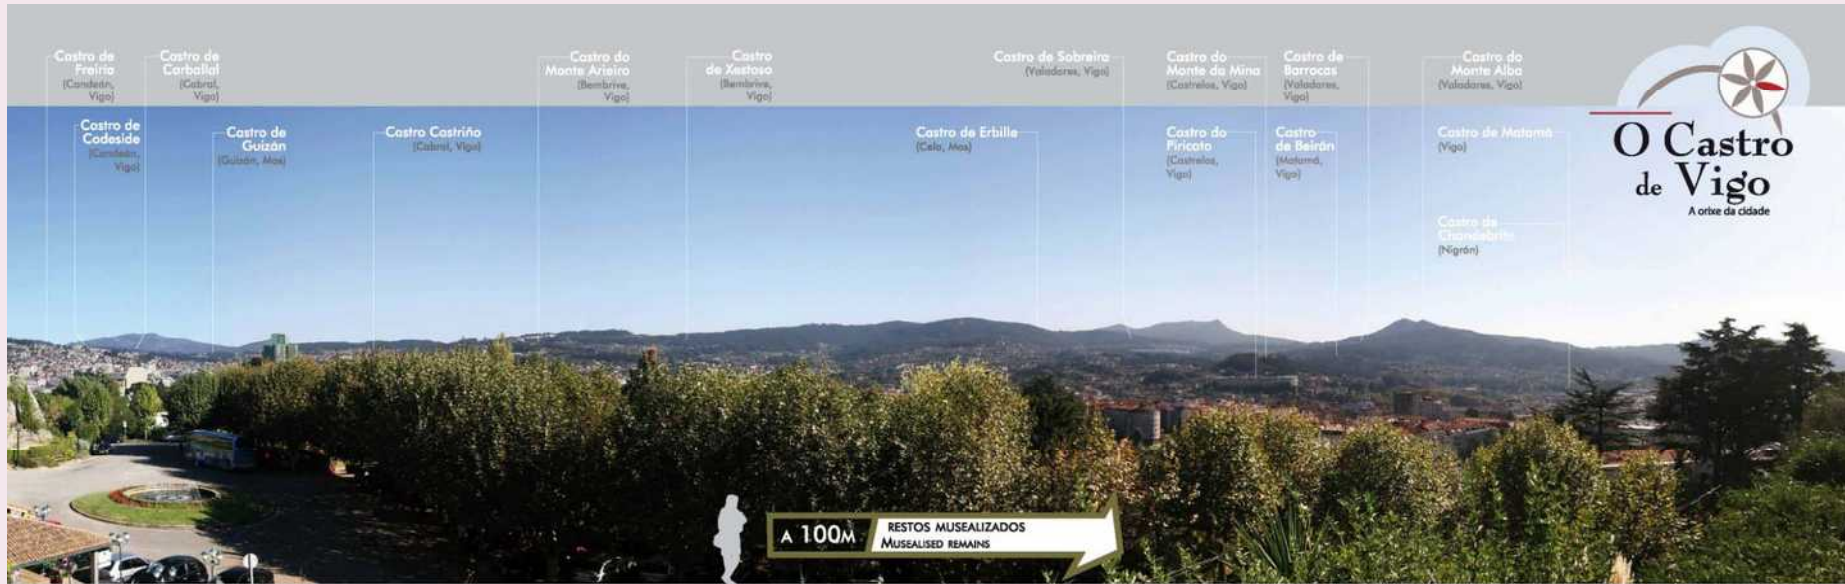 Castro de
Freiría
(Candeán,
Vigo)
Castro de
Carballal
(Cabral,
Vigo)
Castro do
Monte Arieiro
(Bembrive,
Vigo)
Castro
de Xestoso
(Bembrive,
Vigo)
Castro de Sobreira
(Valadares, Vigo)
Castro do
Monte da Mina
(Castrelos, Vigo)
Castro de
Barrocas
(Valadares,
Vigo)
Castro do
Monte Alba
(Valadares, Vigo)
Castro de
Codeside
(Candeán,
Vigo)
Castro de
Guizán
(Guizán, Mos)
Castro Castriño
(Cabral, Vigo)
Castro de Erbille
(Cela, Mos)
Castro do
Piricoto
(Castrelos,
Vigo)
Castro
de Beirán
(Matamá,
Vigo)
Castro de Matamá
(Vigo)
Castro de
Chandebrito
(Nigrán)
O Castro
de Vigo
A orixe da cidade
A 100M
RESTOS MUSEALIZADOS
MUSEALISED REMAINS